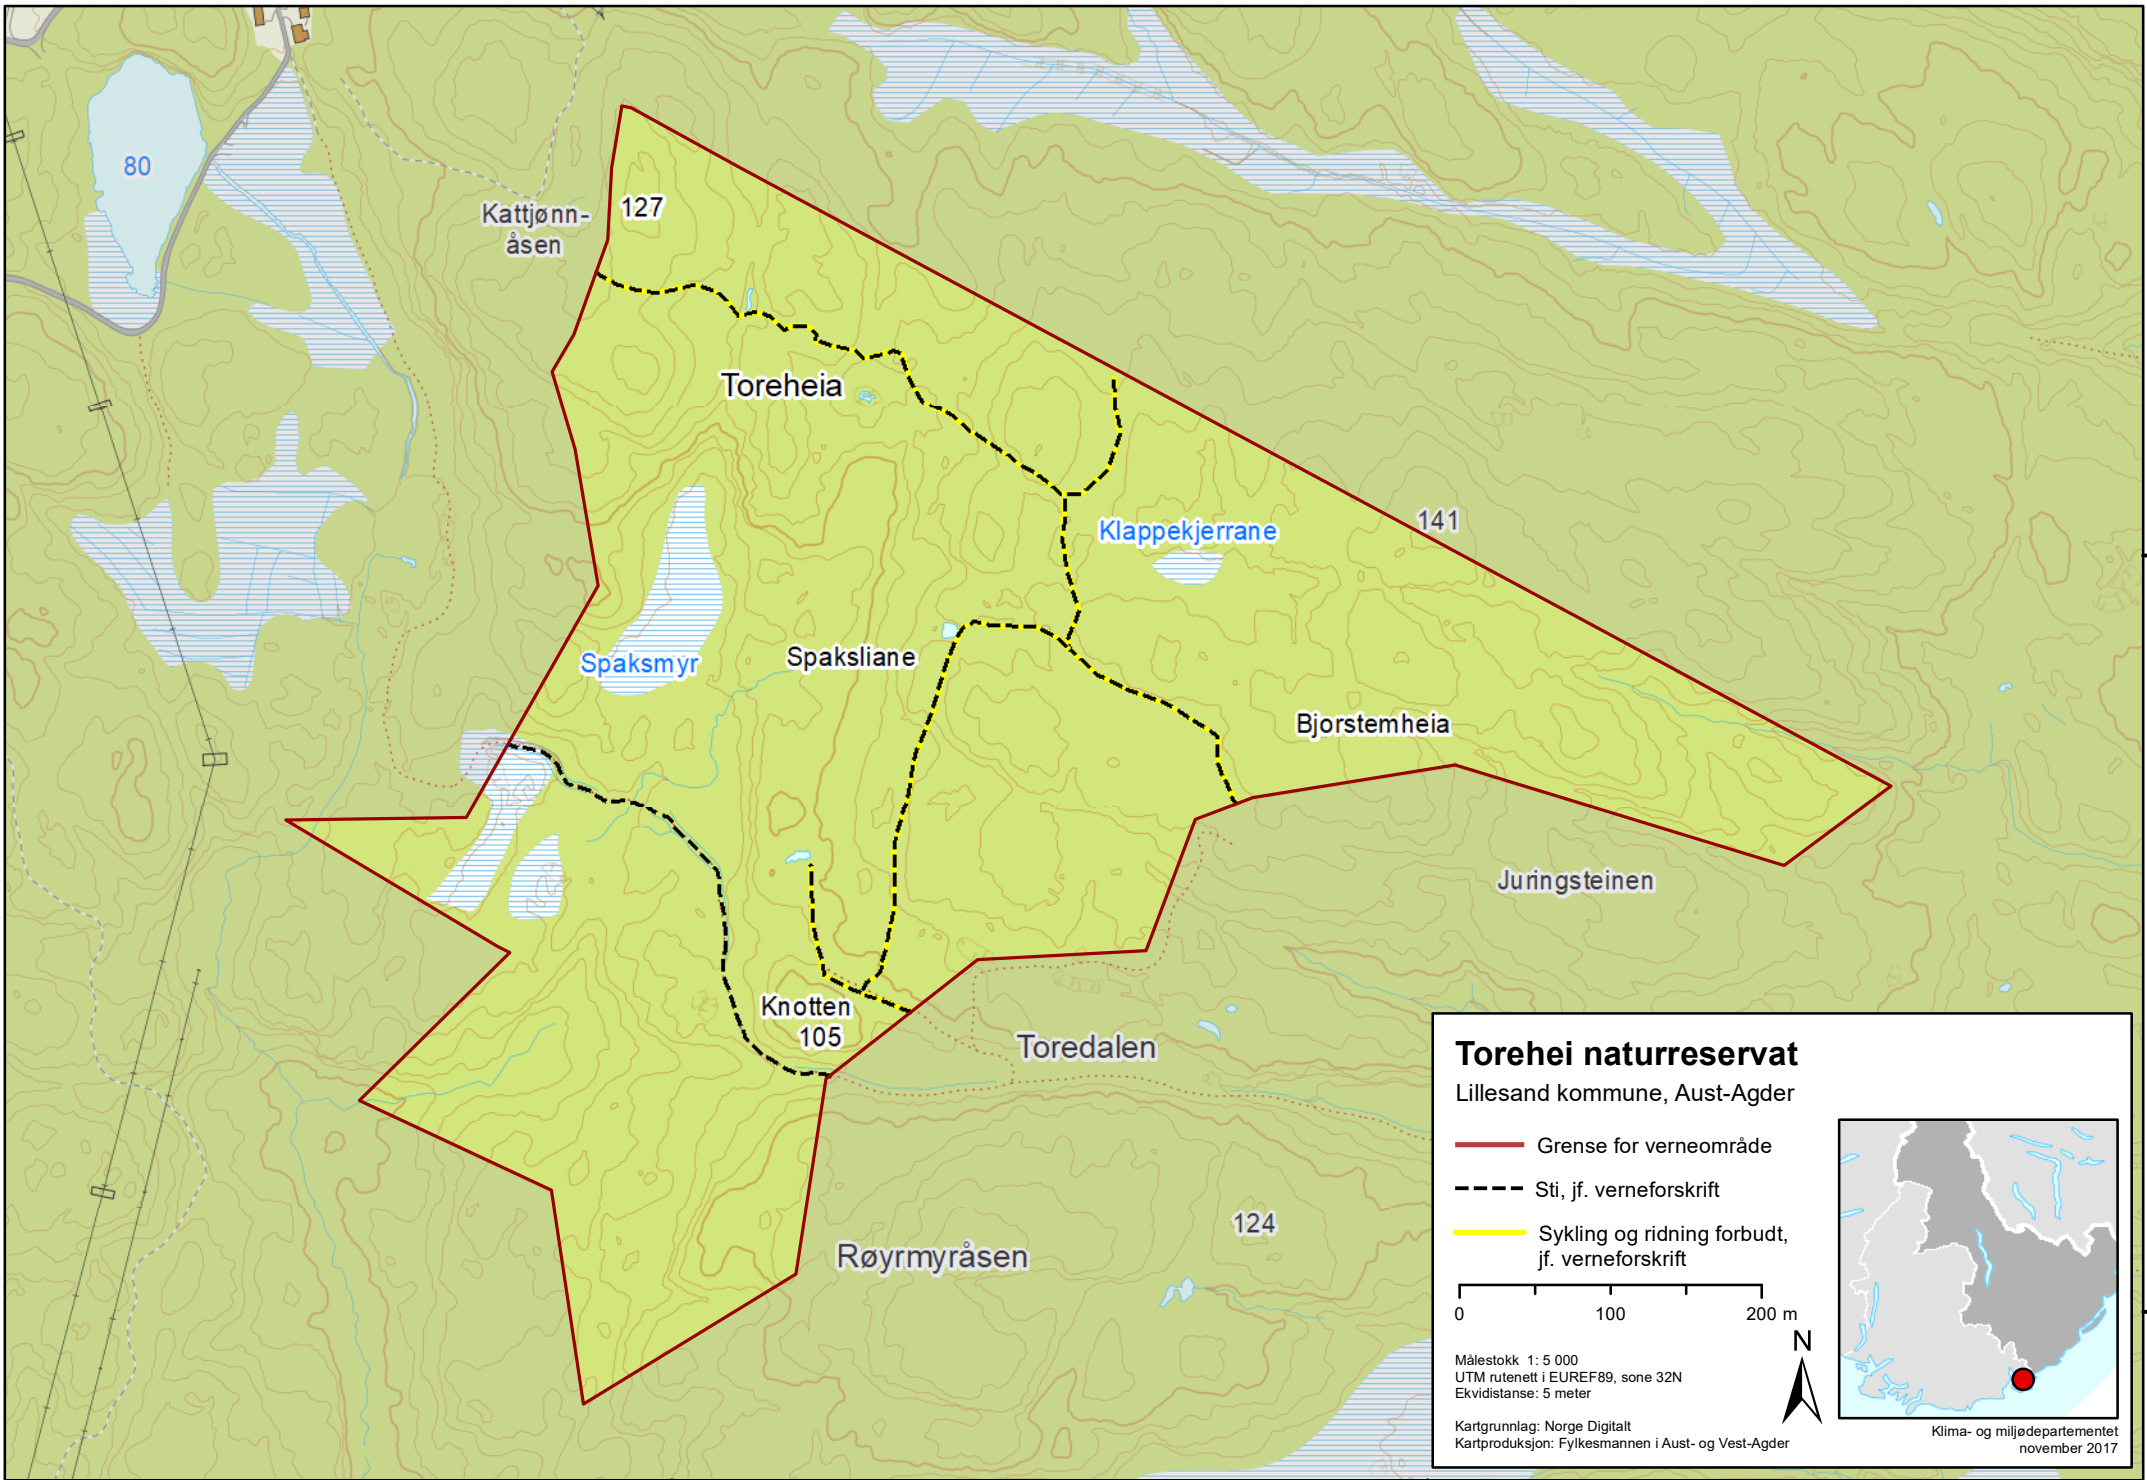 80
Kattjønn-
åsen
127
Toreheia
Klappekjerrane
141
Spaksmyr
Spaksliane
Bjorstemheia
Juringsteinen
Knotten
105
Toredalen
Røyrmyråsen
124
Torehei naturreservat
Lillesand kommune, Aust-Agder
Grense for verneområde
Sti, jf. verneforskrift
Sykling og ridning forbudt,
jf. verneforskrift
0 100 200 m
N
Målestokk 1: 5 000
UTM rutenett i EUREF89, sone 32N
Ekvidistanse: 5 meter
Kartgrunnlag: Norge Digitalt
Kartproduksjon: Fylkesmannen i Aust- og Vest-Agder
Klima- og miljødepartementet
november 2017